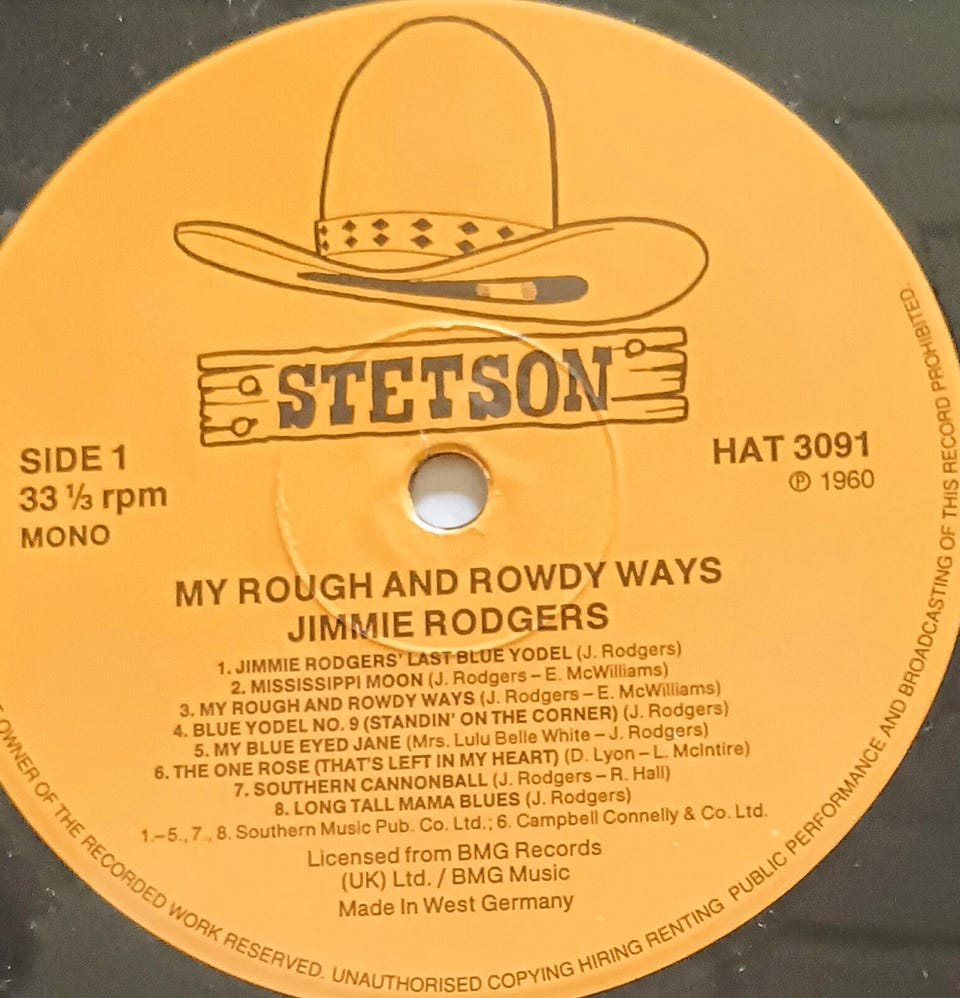 STETSON
SIDE 1
33 ⅓ rpm
MONO
HAT 3091
℗ 1960
MY ROUGH AND ROWDY WAYS
JIMMIE RODGERS
1. JIMMIE RODGERS' LAST BLUE YODEL (J. Rodgers)
2. MISSISSIPPI MOON (J. Rodgers – E. McWilliams)
3. MY ROUGH AND ROWDY WAYS (J. Rodgers – E. McWilliams)
4. BLUE YODEL NO. 9 (STANDIN' ON THE CORNER) (J. Rodgers)
5. MY BLUE EYED JANE (Mrs. Lulu Belle White – J. Rodgers)
6. THE ONE ROSE (THAT'S LEFT IN MY HEART) (D. Lyon – L. McIntire)
7. SOUTHERN CANNONBALL (J. Rodgers – R. Hall)
8. LONG TALL MAMA BLUES (J. Rodgers)
1.–5., 7., 8. Southern Music Pub. Co. Ltd.; 6. Campbell Connelly & Co. Ltd.
Licensed from BMG Records
(UK) Ltd. / BMG Music
Made In West Germany
OWNER OF THE RECORDED WORK RESERVED. UNAUTHORISED COPYING HIRING RENTING PUBLIC PERFORMANCE AND BROADCASTING OF THIS RECORD PROHIBITED.